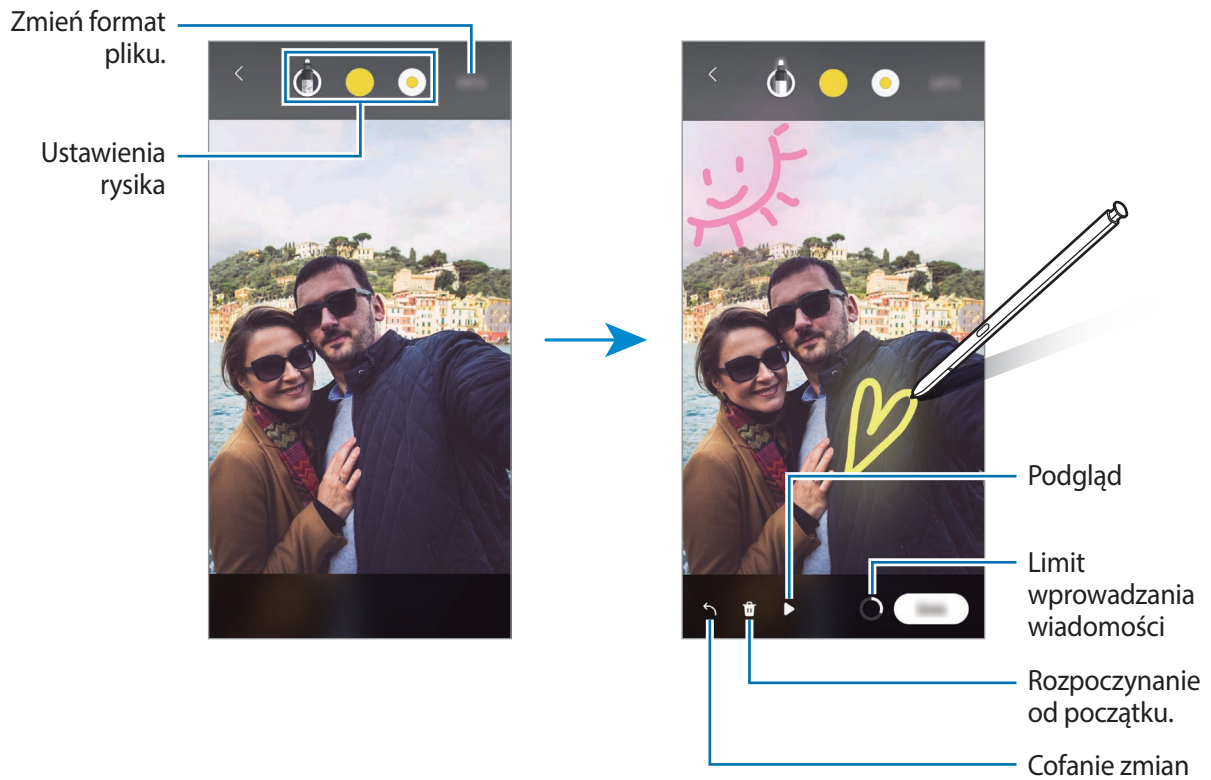 Zmień format
pliku.
Ustawienia
rysika
Podgląd
Limit
wprowadzania
wiadomości
Rozpoczynanie
od początku.
Cofanie zmian